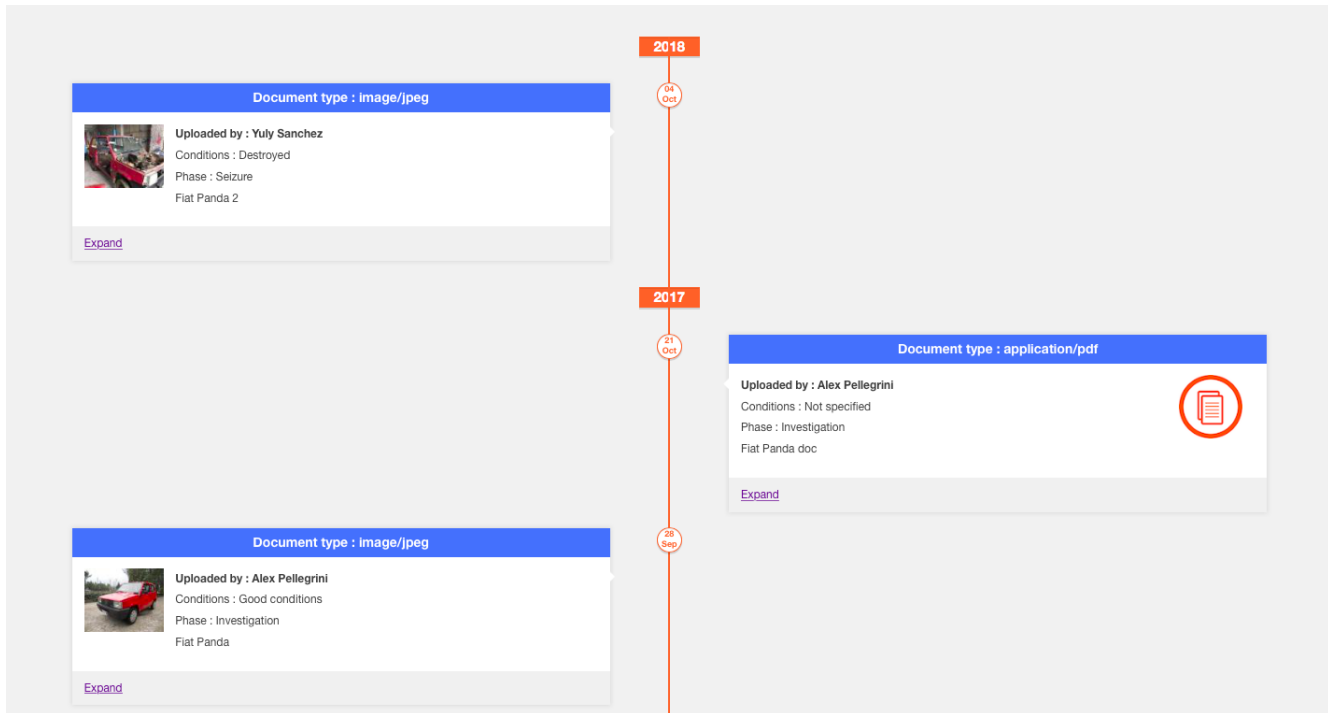 2018
04
Oct
Document type : image/jpeg
Uploaded by : Yuly Sanchez
Conditions : Destroyed
Phase : Seizure
Fiat Panda 2
Expand
2017
21
Oct
Document type : application/pdf
Uploaded by : Alex Pellegrini
Conditions : Not specified
Phase : Investigation
Fiat Panda doc
Expand
28
Sep
Document type : image/jpeg
Uploaded by : Alex Pellegrini
Conditions : Good conditions
Phase : Investigation
Fiat Panda
Expand